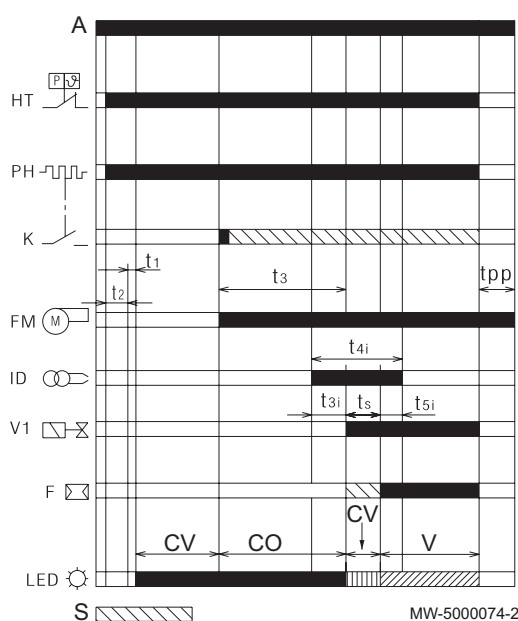 A
P ϑ
HT
PH
K
t1
t3
tpp
t2
FM M
t4i
ID
t3i ts t5i
V1
F
CV
CV CO V
LED
S
MW-5000074-2